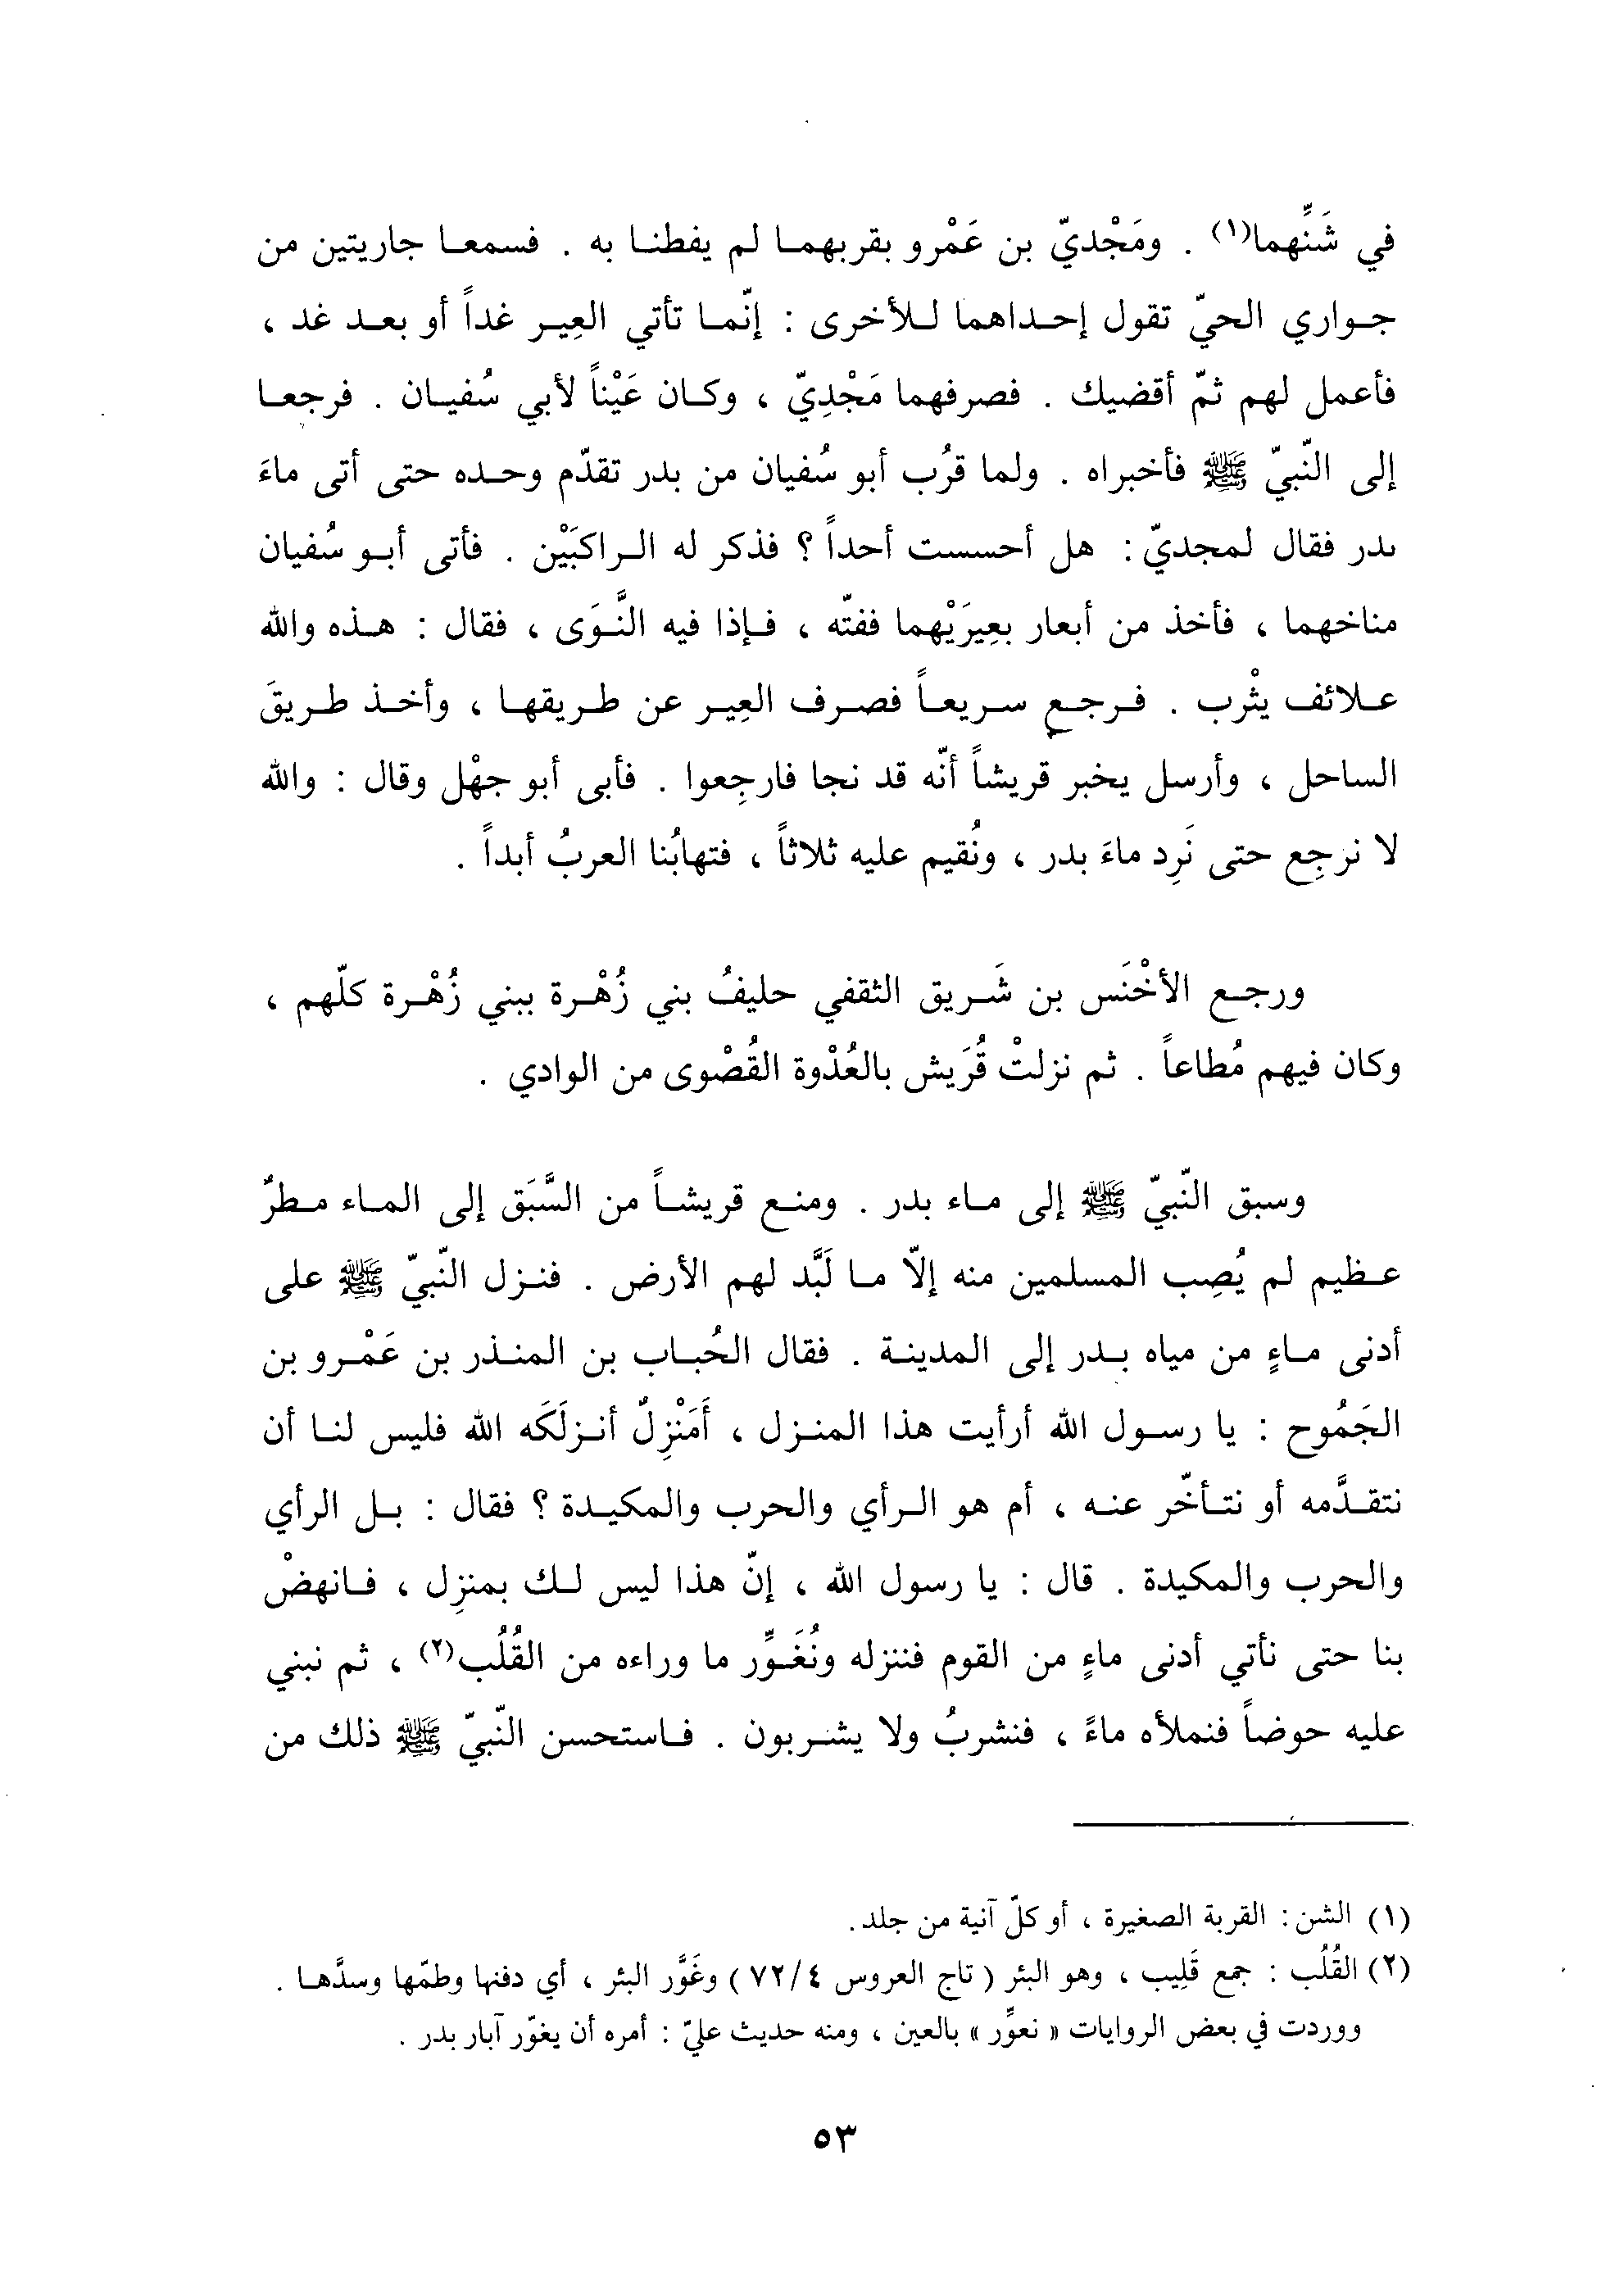 في شَنِّهما(١) . ومَجْديّ بن عَمْرو بقربهما لم يفطنا به . فسمعا جاريتين من
جواري الحيّ تقول إحداهما للأخرى : إنّما تأتي العِير غداً أو بعد غد ،
فأعمل لهم ثمّ أقضيك . فصرفهما مَجْدِيّ ، وكان عَيْناً لأبي سُفيان . فرجعا
إلى النّبيّ ﷺ فأخبراه . ولما قرُب أبو سُفيان من بدر تقدّم وحده حتى أتى ماءَ
بدر فقال لمجديّ : هل أحسست أحداً ؟ فذكر له الراكبَيْن . فأتى أبو سُفيان
مناخهما ، فأخذ من أبعار بعِيرَيْهما ففتّه ، فإذا فيه النَّوَى ، فقال : هذه والله
علائف يثْرب . فرجع سريعاً فصرف العِير عن طريقها ، وأخذ طريقَ
الساحل ، وأرسل يخبر قريشاً أنّه قد نجا فارجِعوا . فأبى أبو جهْل وقال : والله
لا نرجِع حتى نَرِد ماءَ بدر ، ونُقيم عليه ثلاثاً ، فتهابُنا العربُ أبداً .
ورجع الأخْنَس بن شَريق الثقفي حليفُ بني زُهْرة ببني زُهْرة كلّهم ،
وكان فيهم مُطاعاً . ثم نزلتْ قُرَيش بالعُدْوة القُصْوى من الوادي .
وسبق النّبيّ ﷺ إلى ماء بدر . ومنع قريشاً من السَّبَق إلى الماء مطرٌ
عظيم لم يُصِب المسلمين منه إلاّ ما لَبَّد لهم الأرض . فنزل النّبيّ ﷺ على
أدنى ماءٍ من مياه بدر إلى المدينة . فقال الحُباب بن المنذر بن عَمْرو بن
الجَمُوح : يا رسول الله أرأيت هذا المنزل ، أَمَنْزِلٌ أنزلَكَه الله فليس لنا أن
نتقدَّمه أو نتأخّر عنه ، أم هو الرأي والحرب والمكيدة ؟ فقال : بل الرأي
والحرب والمكيدة . قال : يا رسول الله ، إنّ هذا ليس لك بمنزِل ، فانهضْ
بنا حتى نأتي أدنى ماءٍ من القوم فننزله ونُغَوِّر ما وراءه من القُلُب(٢) ، ثم نبني
عليه حوضاً فنملأه ماءً ، فنشربُ ولا يشربون . فاستحسن النّبيّ ﷺ ذلك من
(١) الشن : القربة الصغيرة ، أو كلّ آنية من جلد .
(٢) القُلُب : جمع قَلِيب ، وهو البئر ( تاج العروس ٧٢/٤ ) وغَوَّر البئر ، أي دفنها وطمّها وسدَّها .
ووردت في بعض الروايات « نعوِّر » بالعين ، ومنه حديث عليّ : أمره أن يغوّر آبار بدر .
٥٣